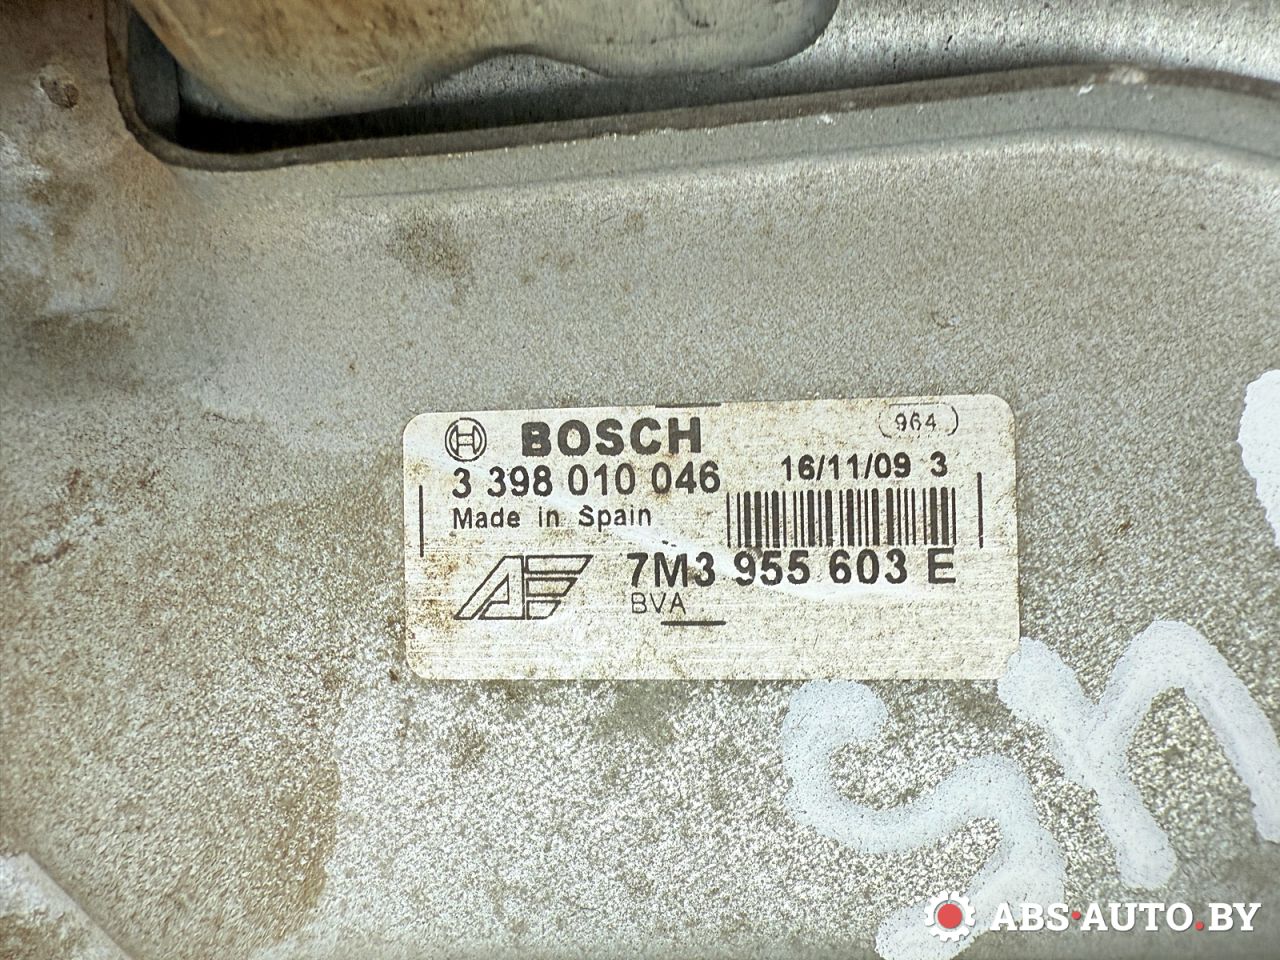 BOSCH
(964)
3 398 010 046
16/11/09 3
Made in Spain
7M3 955 603 E
BVA
ABS-AUTO.BY